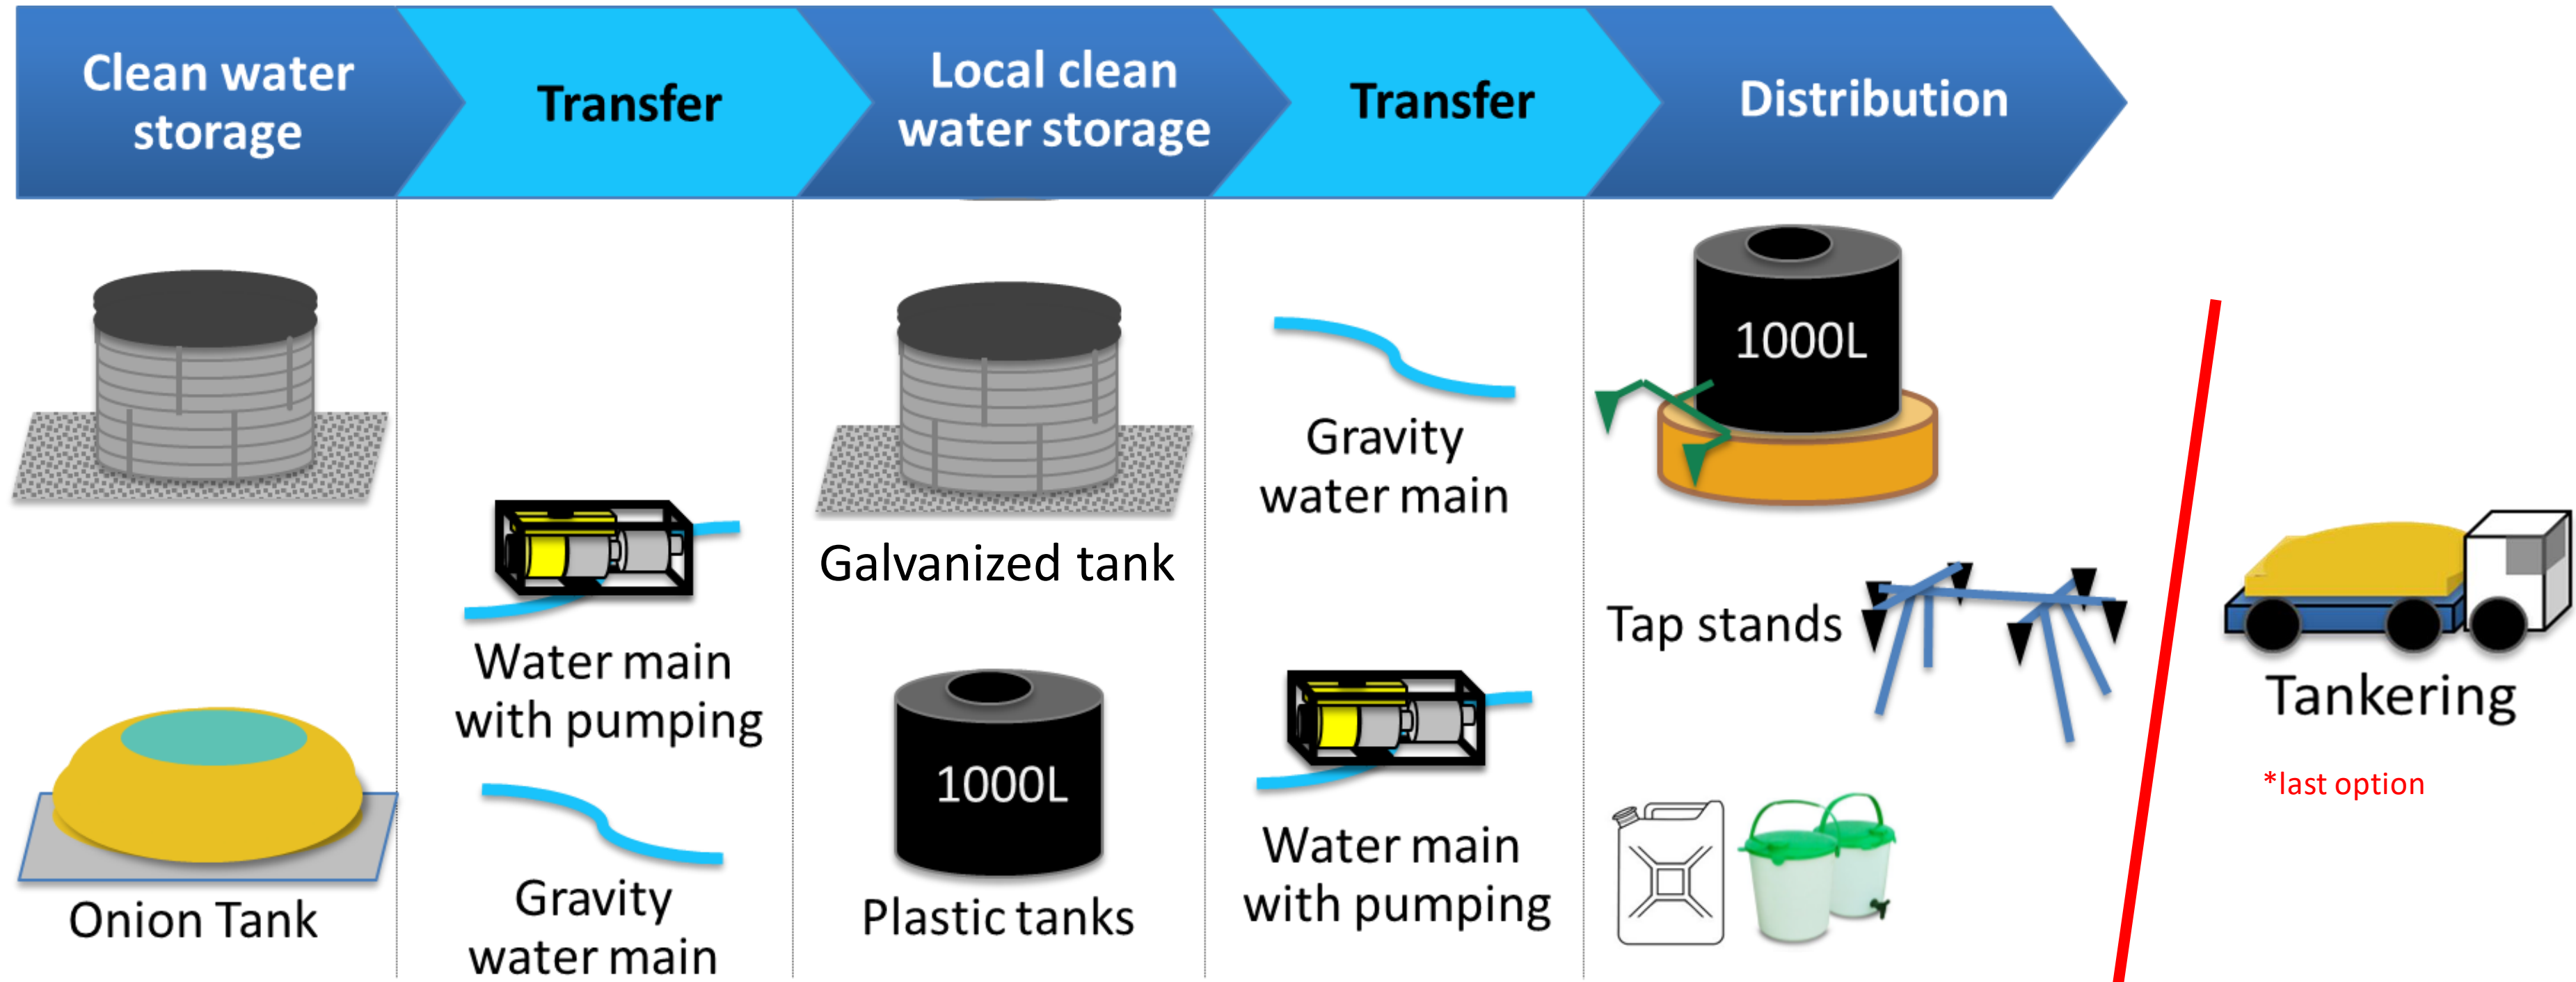 Clean water
storage
Transfer
Local clean
water storage
Transfer
Distribution
Onion Tank
Water main
with pumping
Gravity
water main
Galvanized tank
1000L
Plastic tanks
Gravity
water main
Water main
with pumping
1000L
Tap stands
Tankering
*last option